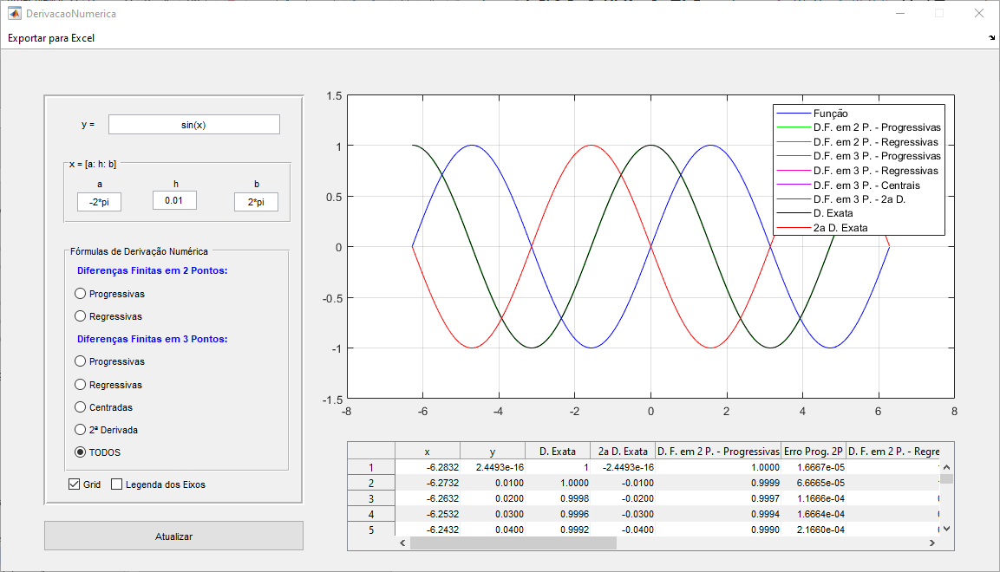 DerivacaoNumerica
Exportar para Excel
y =
sin(x)
x = [a: h: b]
a h b
-2*pi 0.01 2*pi
Fórmulas de Derivação Numérica
Diferenças Finitas em 2 Pontos:
Progressivas
Regressivas
Diferenças Finitas em 3 Pontos:
Progressivas
Regressivas
Centradas
2ª Derivada
TODOS
Grid Legenda dos Eixos
Atualizar
1.5
1
0.5
0
-0.5
-1
-1.5
-8 -6 -4 -2 0 2 4 6 8
Função
D.F. em 2 P. - Progressivas
D.F. em 2 P. - Regressivas
D.F. em 3 P. - Progressivas
D.F. em 3 P. - Regressivas
D.F. em 3 P. - Centrais
D.F. em 3 P. - 2a D.
D. Exata
2a D. Exata
x y D. Exata 2a D. Exata D. F. em 2 P. - Progressivas Erro Prog. 2P D. F. em 2 P. - Regre
1 -6.2832 2.4493e-16 1 -2.4493e-16 1.0000 1.6667e-05
2 -6.2732 0.0100 1.0000 -0.0100 0.9999 6.6665e-05
3 -6.2632 0.0200 0.9998 -0.0200 0.9997 1.1666e-04
4 -6.2532 0.0300 0.9996 -0.0300 0.9994 1.6664e-04
5 -6.2432 0.0400 0.9992 -0.0400 0.9990 2.1660e-04